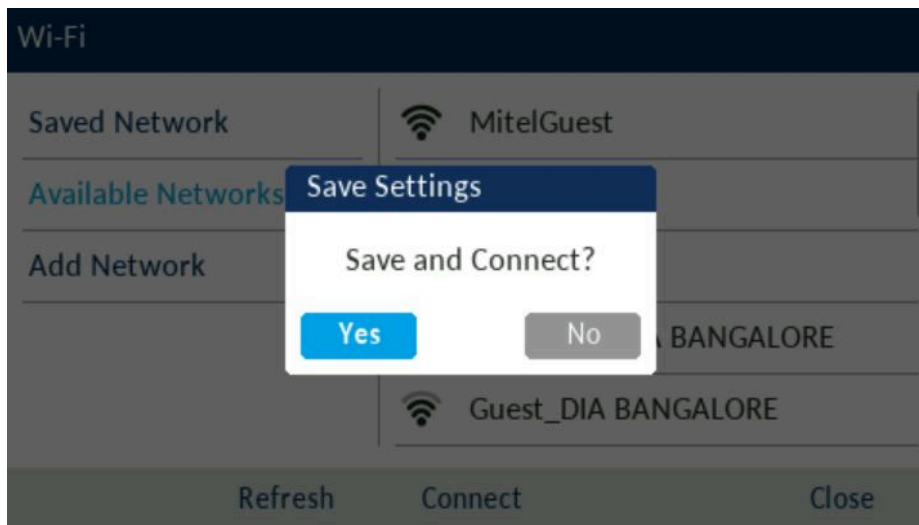 Wi-Fi
Saved Network
Available Networks
Add Network
MitelGuest
BANGALORE
Guest_DIA BANGALORE
Save Settings
Save and Connect?
Yes
No
Refresh
Connect
Close